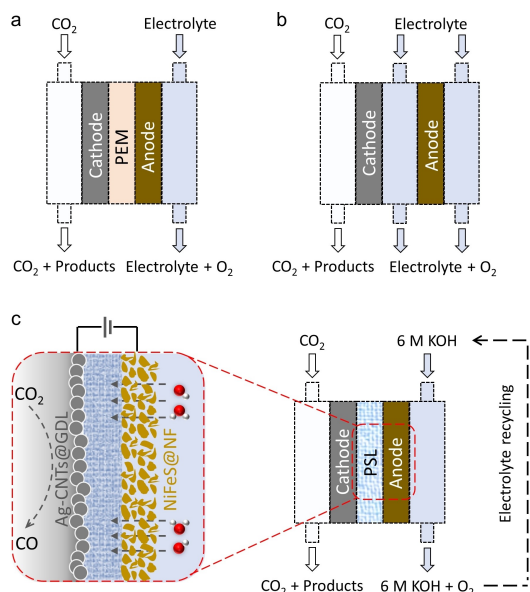 a
CO₂
Electrolyte
Cathode
PEM
Anode
CO₂ + Products
Electrolyte + O₂
b
CO₂
Electrolyte
Cathode
Anode
CO₂ + Products
Electrolyte + O₂
c
CO₂
Ag-CNTs@GDL
NiFeS@NF
CO
CO₂
6 M KOH
Cathode
PSL
Anode
Electrolyte recycling
CO₂ + Products
6 M KOH + O₂